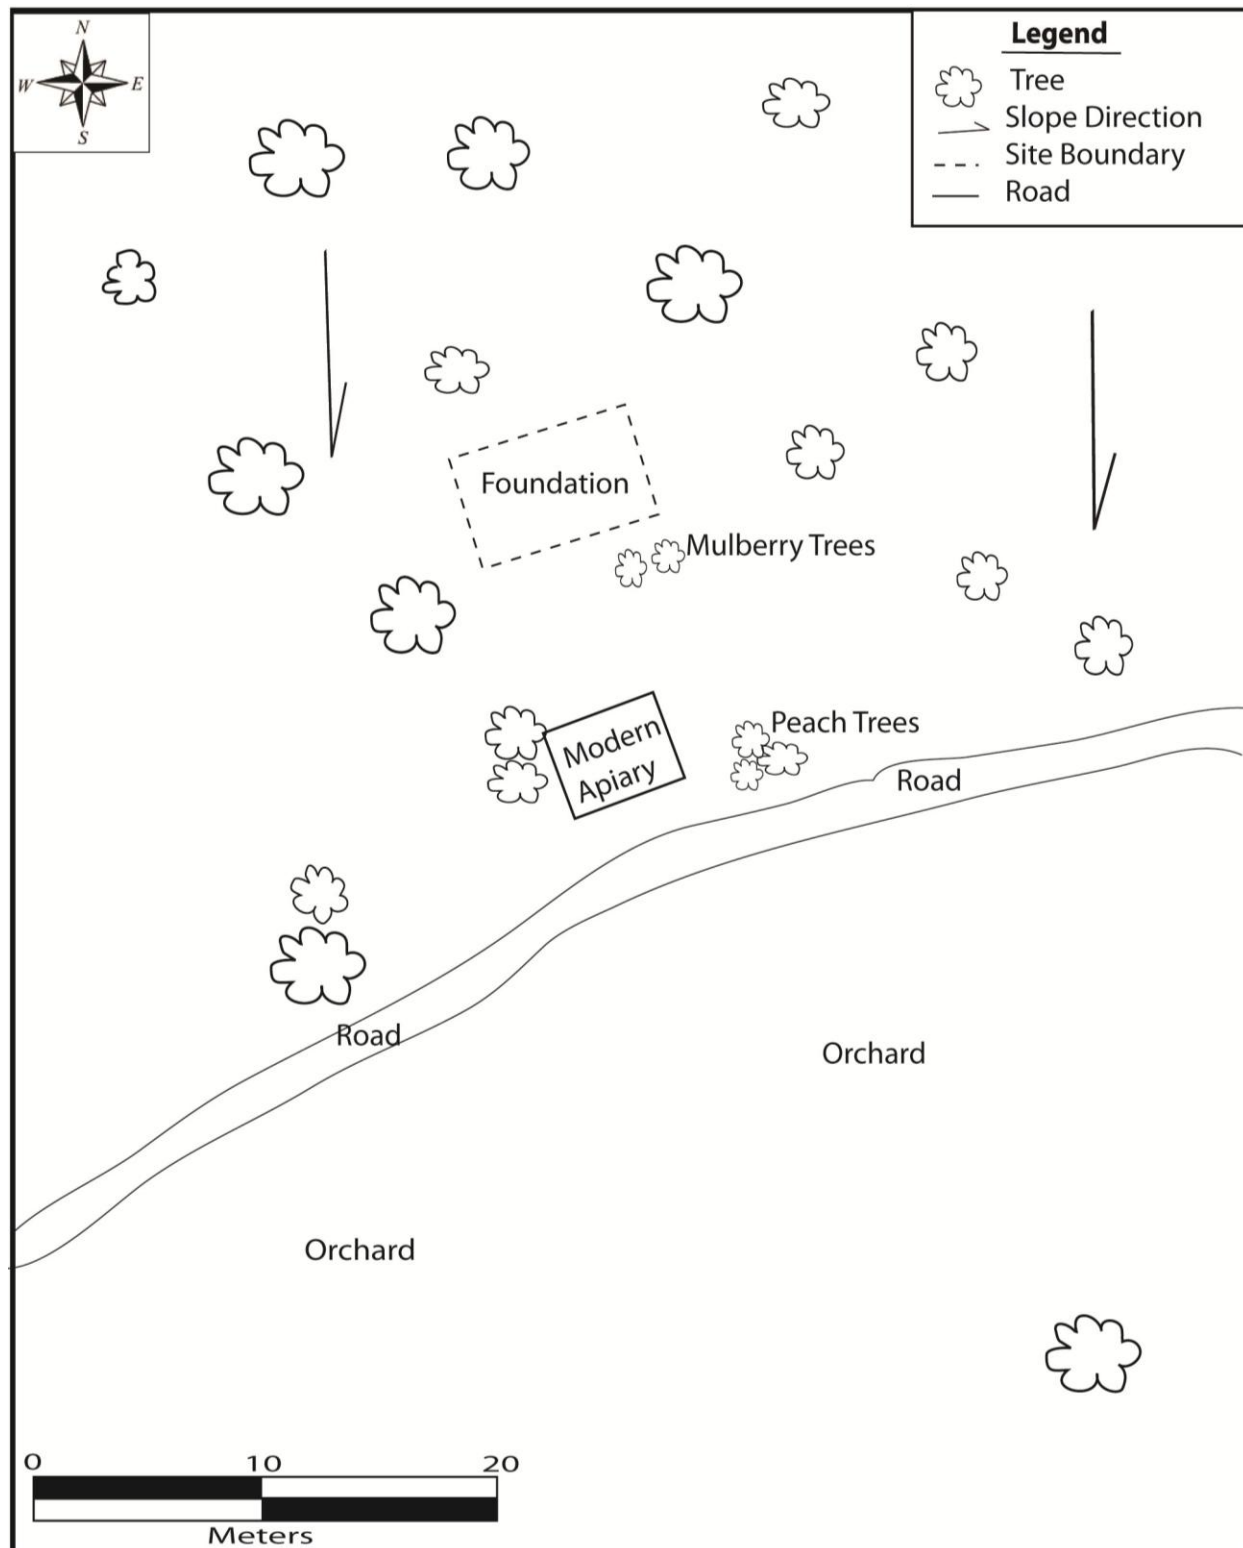 N
W E
S
Legend
Tree
Slope Direction
Site Boundary
Road
Foundation
Mulberry Trees
Peach Trees
Modern
Apiary
Road
Road
Orchard
Orchard
0 10 20
Meters